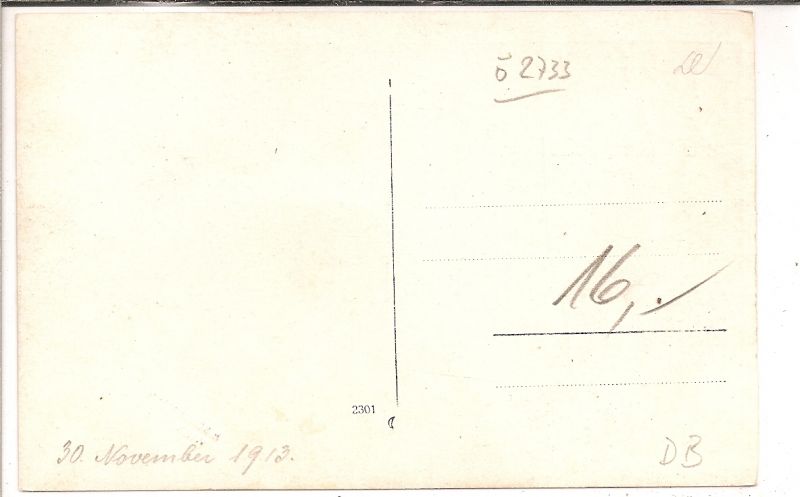 ö 2733
16,-
2301
30. November 1913.
DB